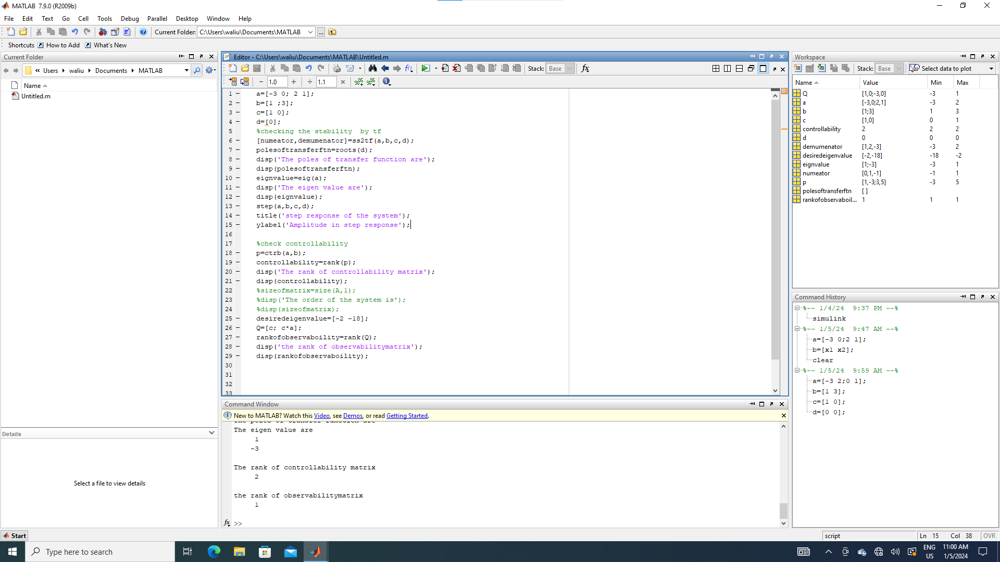 MATLAB 7.9.0 (R2009b)
File Edit Text Go Cell Tools Debug Parallel Desktop Window Help
Current Folder: C:\Users\waliu\Documents\MATLAB ...
Shortcuts How to Add What's New
Current Folder
« Users waliu Documents MATLAB
Name
Untitled.m
Details
Select a file to view details
Editor - C:\Users\waliu\Documents\MATLAB\Untitled.m
Stack: Base fx
− 1.0 + ÷ 1.1 ×
1 – a=[-3 0; 2 1];
2 – b=[1 ;3];
3 – c=[1 0];
4 – d=[0];
5 %checking the stability  by tf
6 – [numeator,demumenator]=ss2tf(a,b,c,d);
7 – polesoftransferftn=roots(d);
8 – disp('The poles of transfer function are');
9 – disp(polesoftransferftn);
10 – eignvalue=eig(a);
11 – disp('The eigen value are');
12 – disp(eignvalue);
13 – step(a,b,c,d);
14 – title('step response of the system');
15 – ylabel('Amplitude in step response');
16
17 %check controllability
18 – p=ctrb(a,b);
19 – controllability=rank(p);
20 – disp('The rank of controllability matrix');
21 – disp(controllability);
22 %sizeofmatrix=size(A,1);
23 %disp('The order of the system is');
24 %disp(sizeofmatrix);
25 – desiredeigenvalue=[-2 -18];
26 – Q=[c; c*a];
27 – rankofobservaboility=rank(Q);
28 – disp('the rank of observabilitymatrix');
29 – disp(rankofobservaboility);
30
31
32
33
Command Window
New to MATLAB? Watch this Video, see Demos, or read Getting Started.
The poles of transfer function are
The eigen value are
1
-3
The rank of controllability matrix
2
the rank of observabilitymatrix
1
fx >>
Workspace
Stack: Base Select data to plot
Name Value Min Max
Q [1,0;-3,0] -3 1
a [-3,0;2,1] -3 2
b [1;3] 1 3
c [1,0] 0 1
controllability 2 2 2
d 0 0 0
demumenator [1,2,-3] -3 2
desiredeigenvalue [-2,-18] -18 -2
eignvalue [1;-3] -3 1
numeator [0,1,-1] -1 1
p [1,-3;3,5] -3 5
polesoftransferftn []
rankofobservaboil... 1 1 1
Command History
%-- 1/4/24  9:37 PM --%
simulink
%-- 1/5/24  9:47 AM --%
a=[-3 0;2 1];
b=[x1 x2];
clear
%-- 1/5/24  9:59 AM --%
a=[-3 2;0 1];
b=[1 3];
c=[1 0];
d=[0 0];
Start
script Ln 15 Col 38 OVR
Type here to search
ENG
US
11:00 AM
1/5/2024